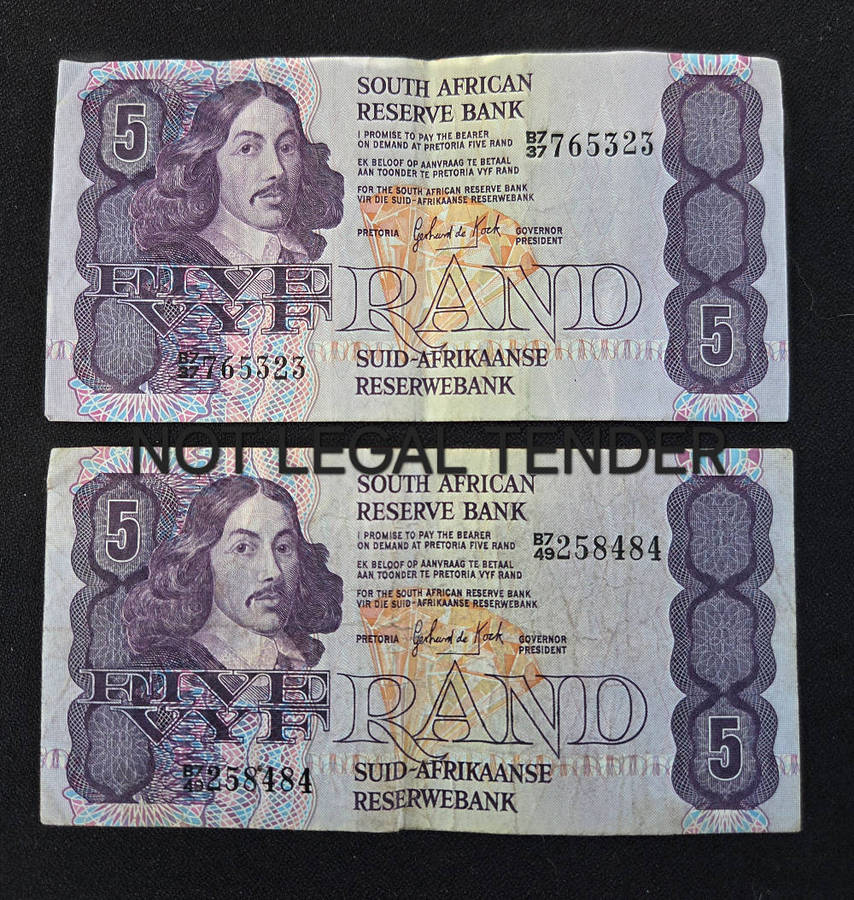 5
SOUTH AFRICAN
RESERVE BANK
I PROMISE TO PAY THE BEARER
ON DEMAND AT PRETORIA FIVE RAND
B7
37 765323
EK BELOOF OP AANVRAAG TE BETAAL
AAN TOONDER TE PRETORIA VYF RAND
FOR THE SOUTH AFRICAN RESERVE BANK
VIR DIE SUID-AFRIKAANSE RESERWEBANK
PRETORIA Gerhard de Kock GOVERNOR
PRESIDENT
FIVE
VYF RAND
5
B7
37 765323
SUID-AFRIKAANSE
RESERWEBANK
NOT LEGAL TENDER
5
SOUTH AFRICAN
RESERVE BANK
I PROMISE TO PAY THE BEARER
ON DEMAND AT PRETORIA FIVE RAND
B7
49 258484
EK BELOOF OP AANVRAAG TE BETAAL
AAN TOONDER TE PRETORIA VYF RAND
FOR THE SOUTH AFRICAN RESERVE BANK
VIR DIE SUID-AFRIKAANSE RESERWEBANK
PRETORIA Gerhard de Kock GOVERNOR
PRESIDENT
FIVE
VYF RAND
5
B7
49 258484
SUID-AFRIKAANSE
RESERWEBANK